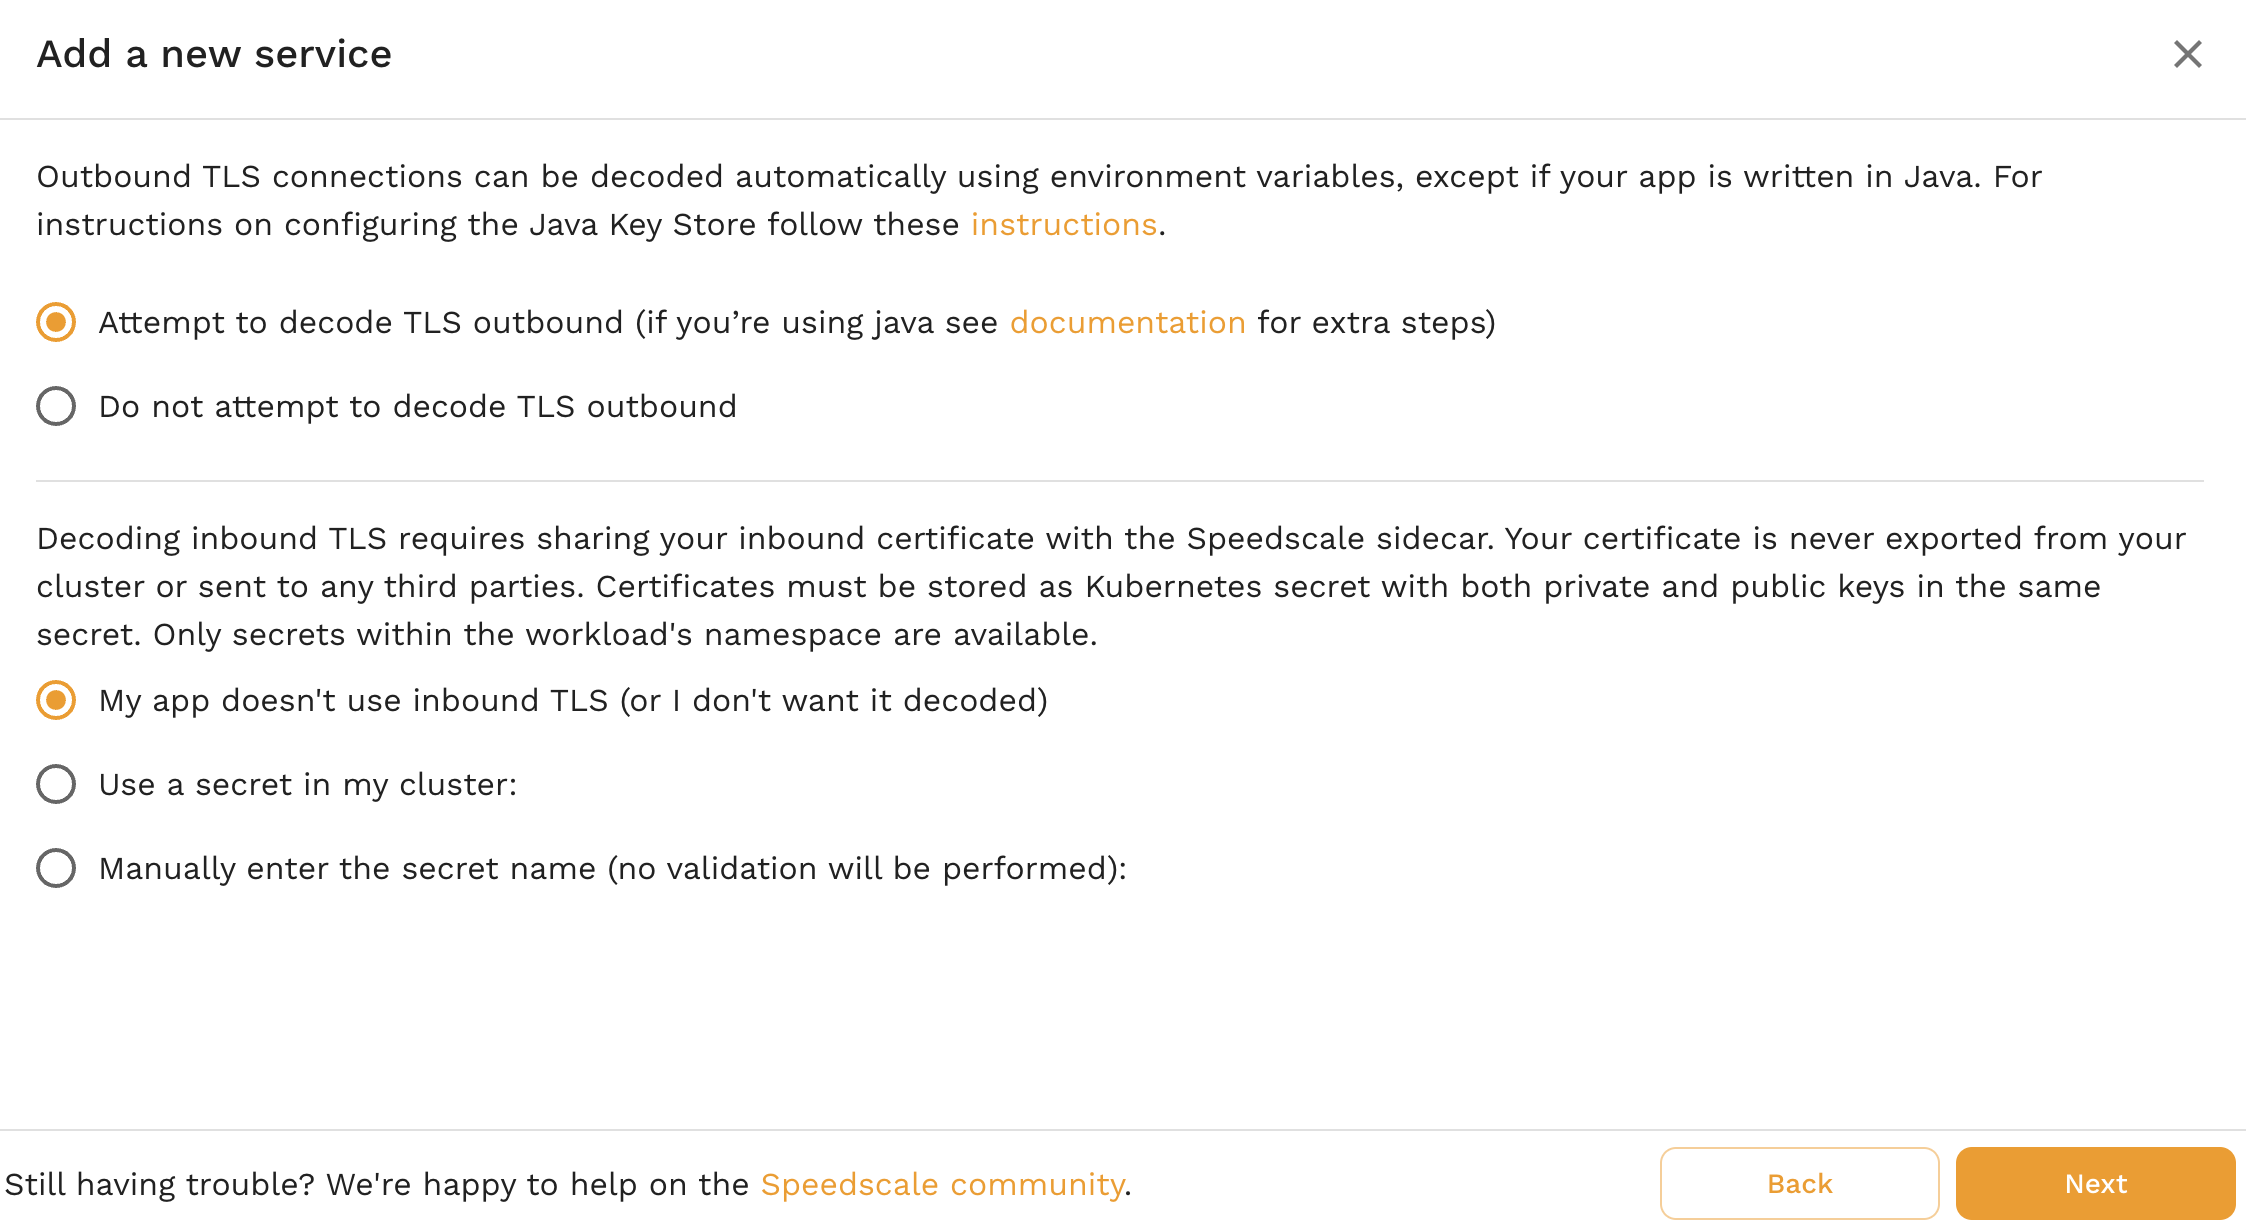 Add a new service
Outbound TLS connections can be decoded automatically using environment variables, except if your app is written in Java. For
instructions on configuring the Java Key Store follow these instructions.
Attempt to decode TLS outbound (if you’re using java see documentation for extra steps)
Do not attempt to decode TLS outbound
Decoding inbound TLS requires sharing your inbound certificate with the Speedscale sidecar. Your certificate is never exported from your
cluster or sent to any third parties. Certificates must be stored as Kubernetes secret with both private and public keys in the same
secret. Only secrets within the workload's namespace are available.
My app doesn't use inbound TLS (or I don't want it decoded)
Use a secret in my cluster:
Manually enter the secret name (no validation will be performed):
Still having trouble? We're happy to help on the Speedscale community.
Back
Next